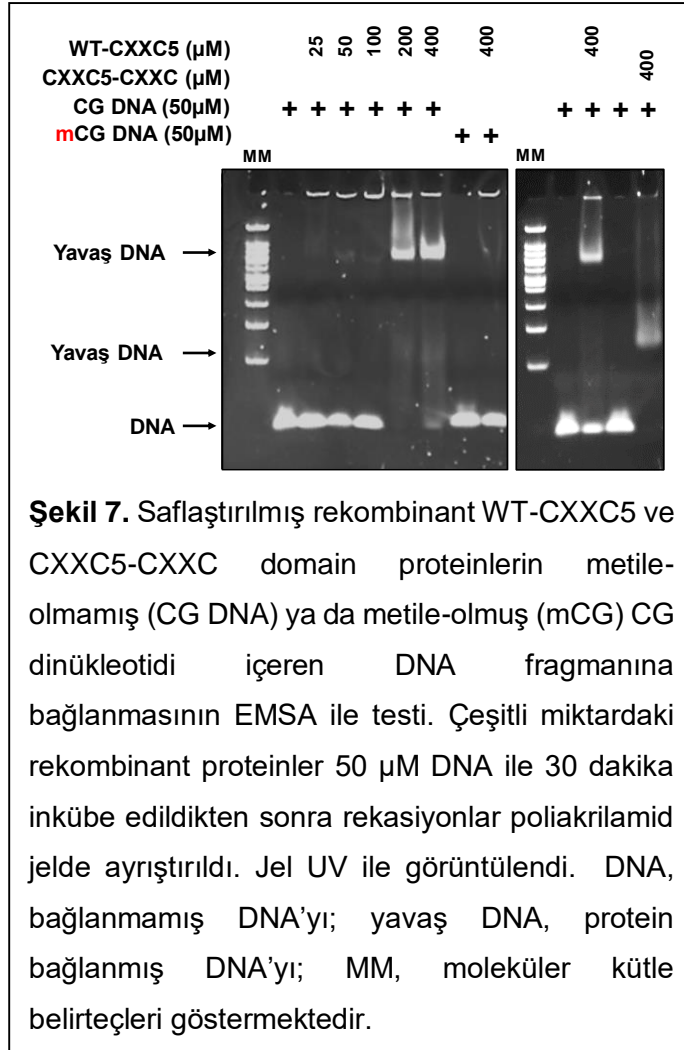 WT-CXXC5 (µM) 25 50 100 200 400 400 400
CXXC5-CXXC (µM) 400
CG DNA (50µM) + + + + + + + + + +
mCG DNA (50µM) + +
MM MM
Yavaş DNA
Yavaş DNA
DNA
Şekil 7. Saflaştırılmış rekombinant WT-CXXC5 ve
CXXC5-CXXC domain proteinlerin metile-
olmamış (CG DNA) ya da metile-olmuş (mCG) CG
dinükleotidi içeren DNA fragmanına
bağlanmasının EMSA ile testi. Çeşitli miktardaki
rekombinant proteinler 50 µM DNA ile 30 dakika
inkübe edildikten sonra rekasiyonlar poliakrilamid
jelde ayrıştırıldı. Jel UV ile görüntülendi. DNA,
bağlanmamış DNA’yı; yavaş DNA, protein
bağlanmış DNA’yı; MM, moleküler kütle
belirteçleri göstermektedir.